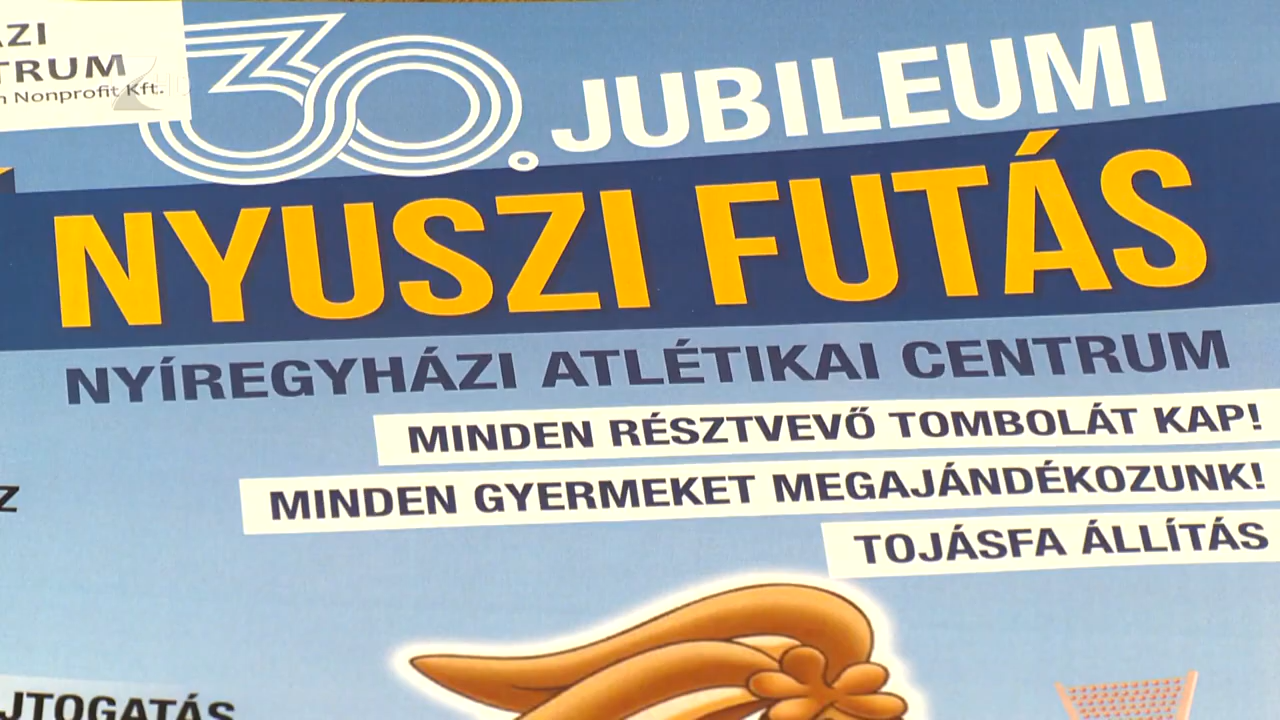 ÁZI
TRUM
n Nonprofit Kft.
30. JUBILEUMI
NYUSZI FUTÁS
NYÍREGYHÁZI ATLÉTIKAI CENTRUM
MINDEN RÉSZTVEVŐ TOMBOLÁT KAP!
MINDEN GYERMEKET MEGAJÁNDÉKOZUNK!
Z
TOJÁSFA ÁLLÍTÁS
JTOGATÁS